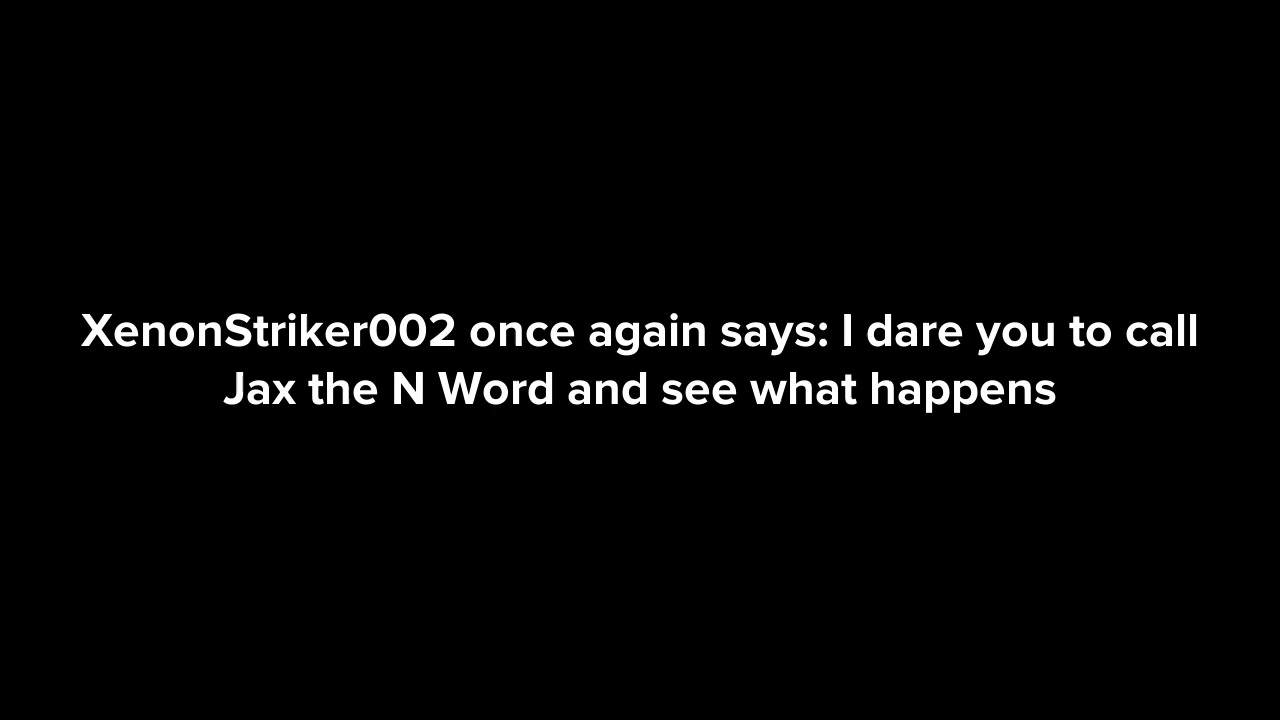 XenonStriker002 once again says: I dare you to call
Jax the N Word and see what happens